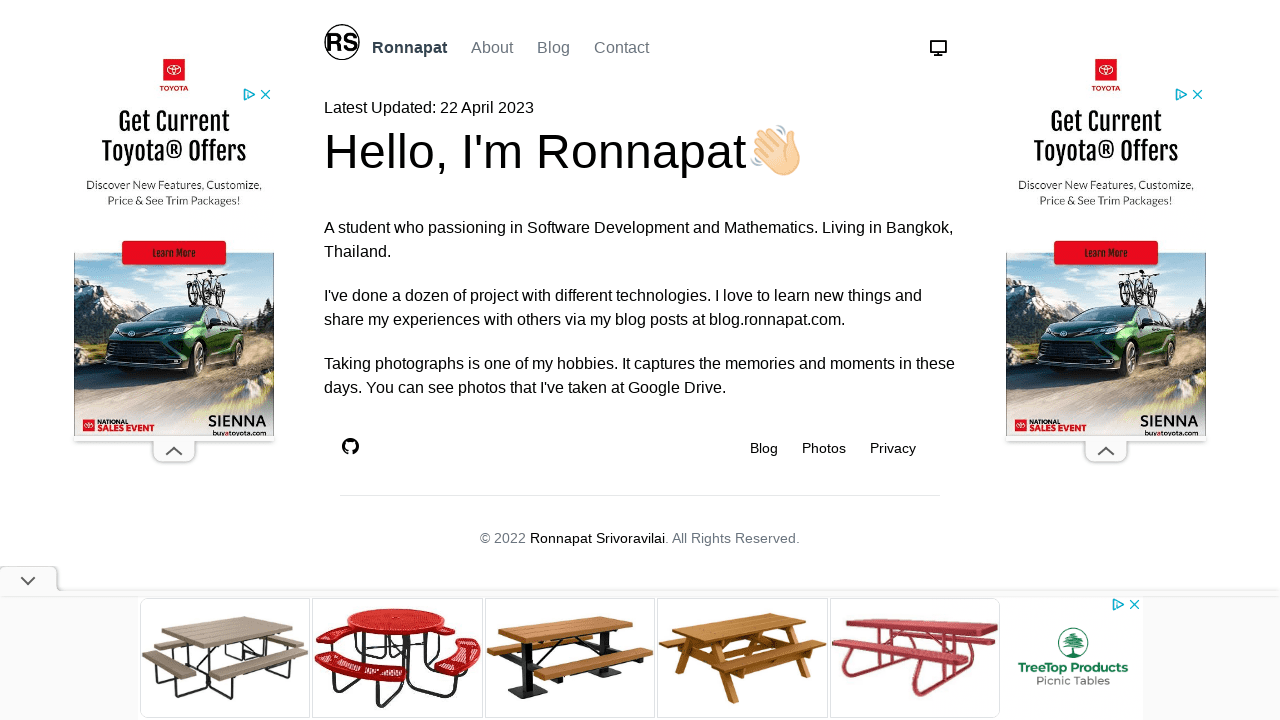 RS Ronnapat About Blog Contact
Latest Updated: 22 April 2023
Hello, I'm Ronnapat
A student who passioning in Software Development and Mathematics. Living in Bangkok,
Thailand.
I've done a dozen of project with different technologies. I love to learn new things and
share my experiences with others via my blog posts at blog.ronnapat.com.
Taking photographs is one of my hobbies. It captures the memories and moments in these
days. You can see photos that I've taken at Google Drive.
Blog Photos Privacy
© 2022 Ronnapat Srivoravilai. All Rights Reserved.
TOYOTA
Get Current
Toyota® Offers
Discover New Features, Customize,
Price & See Trim Packages!
Learn More
NATIONAL
SALES EVENT
SIENNA
buyatoyota.com
TOYOTA
Get Current
Toyota® Offers
Discover New Features, Customize,
Price & See Trim Packages!
Learn More
NATIONAL
SALES EVENT
SIENNA
buyatoyota.com
TreeTop Products
Picnic Tables